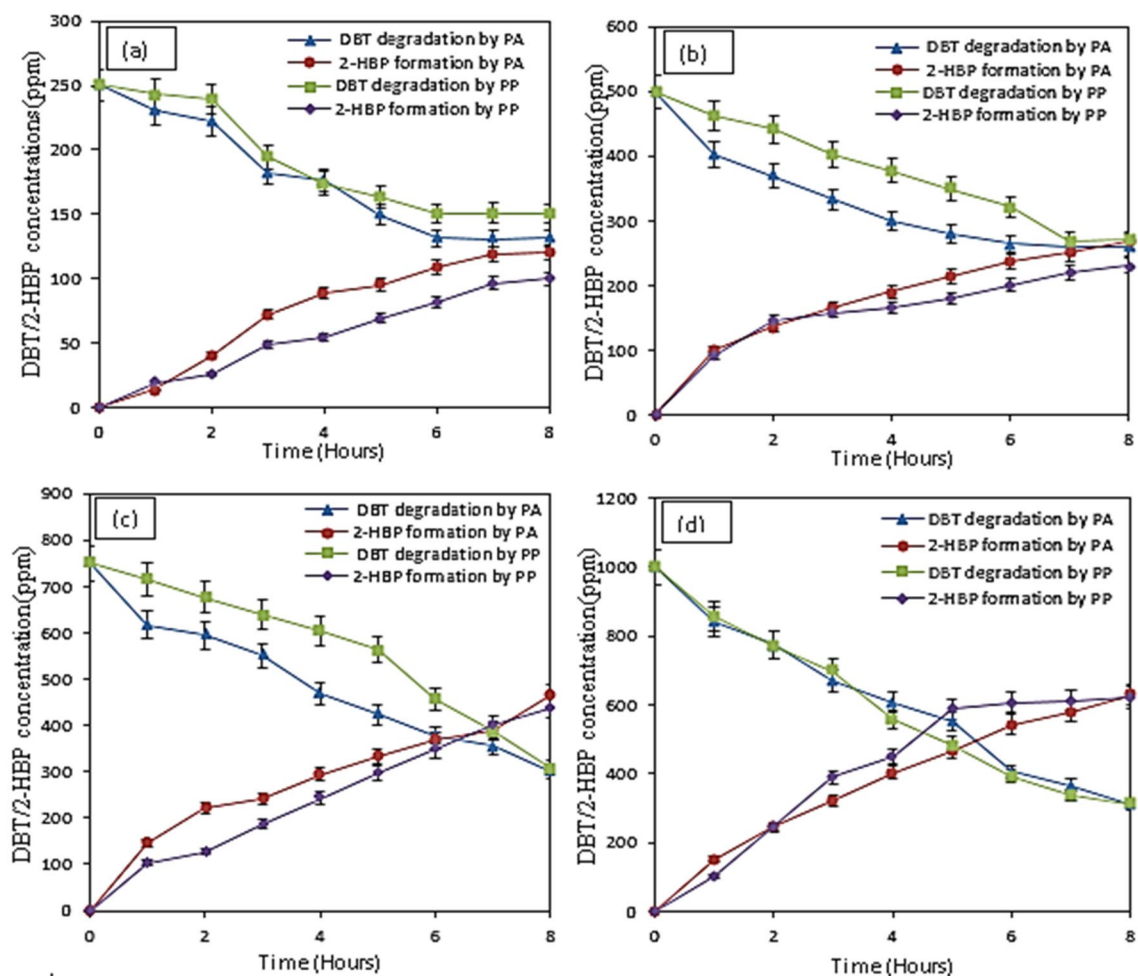 (a)
DBT degradation by PA
2-HBP formation by PA
DBT degradation by PP
2-HBP formation by PP
DBT/2-HBP concentrations(ppm)
300
250
200
150
100
50
0
0 2 4 6 8
Time (Hours)
(b)
DBT degradation by PA
2-HBP formation by PA
DBT degradation by PP
2-HBP formation by PP
DBT/2-HBP concentration(ppm)
600
500
400
300
200
100
0
0 2 4 6 8
Time (Hours)
(c)
DBT degradation by PA
2-HBP formation by PA
DBT degradation by PP
2-HBP formation by PP
DBT/2-HBP concentration(ppm)
900
800
700
600
500
400
300
200
100
0
0 2 4 6 8
Time (Hours)
(d)
DBT degradation by PA
2-HBP formation by PA
DBT degradation by PP
2-HBP formation by PP
DBT/2-HBP concentration(ppm)
1200
1000
800
600
400
200
0
0 2 4 6 8
Time (Hours)